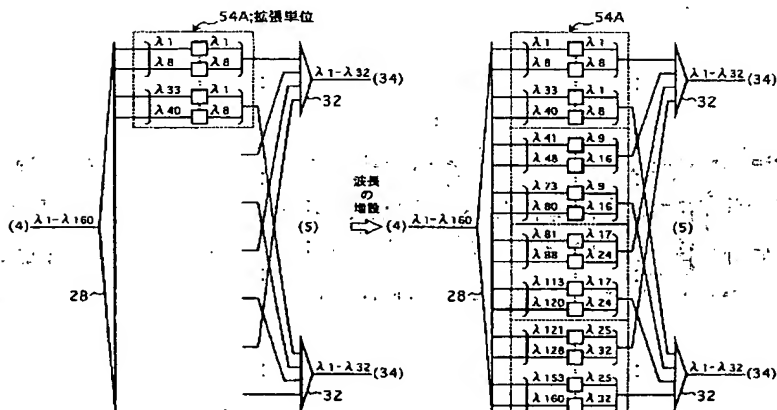 54A;拡張単位
λ1 λ1
λ8 λ8
λ33 λ1
λ40 λ8
λ1-λ32 (34)
32
(4) λ1-λ160
(5)
28
λ1-λ32 (34)
32
波長
の
増設
54A
λ1 λ1
λ8 λ8
λ33 λ1
λ40 λ8
λ41 λ9
λ48 λ16
λ73 λ9
λ80 λ16
λ81 λ17
λ88 λ24
λ113 λ17
λ120 λ24
λ121 λ25
λ128 λ32
λ153 λ25
λ160 λ32
λ1-λ32 (34)
32
(4) λ1-λ160
(5)
28
λ1-λ32 (34)
32